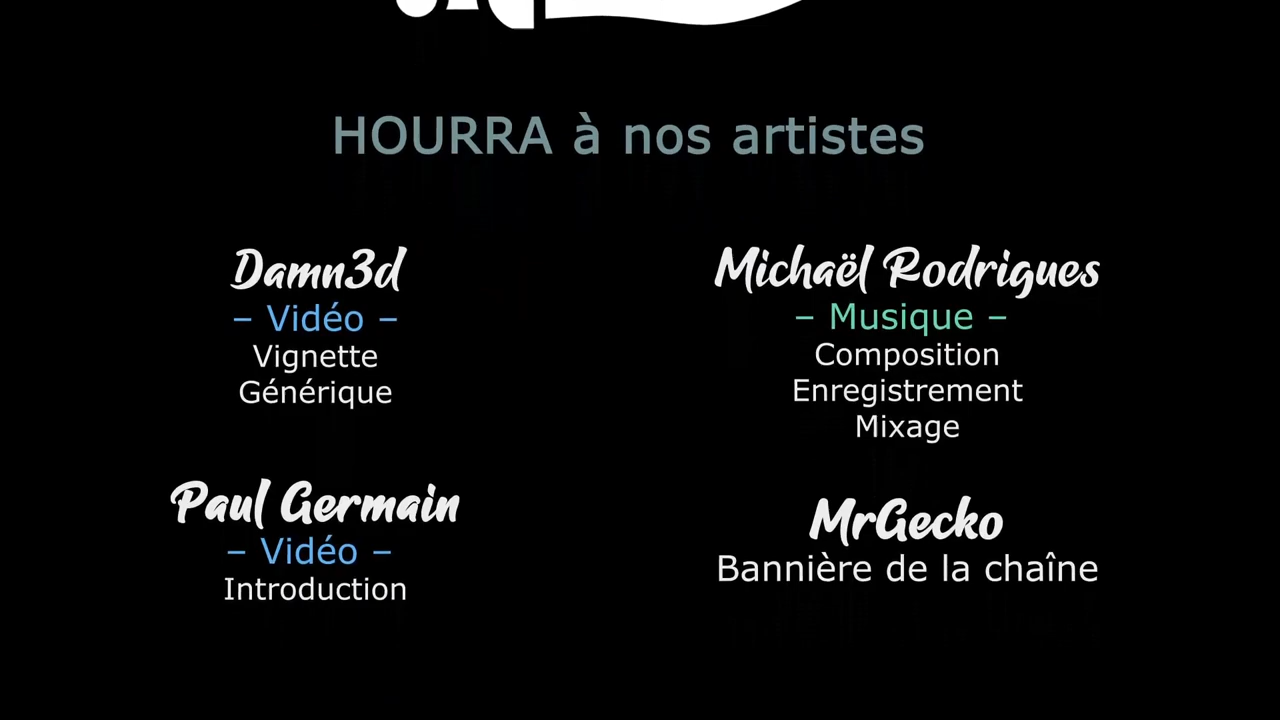 HOURRA à nos artistes
Damn3d
– Vidéo –
Vignette
Générique
Michaël Rodrigues
– Musique –
Composition
Enregistrement
Mixage
Paul Germain
– Vidéo –
Introduction
MrGecko
Bannière de la chaîne